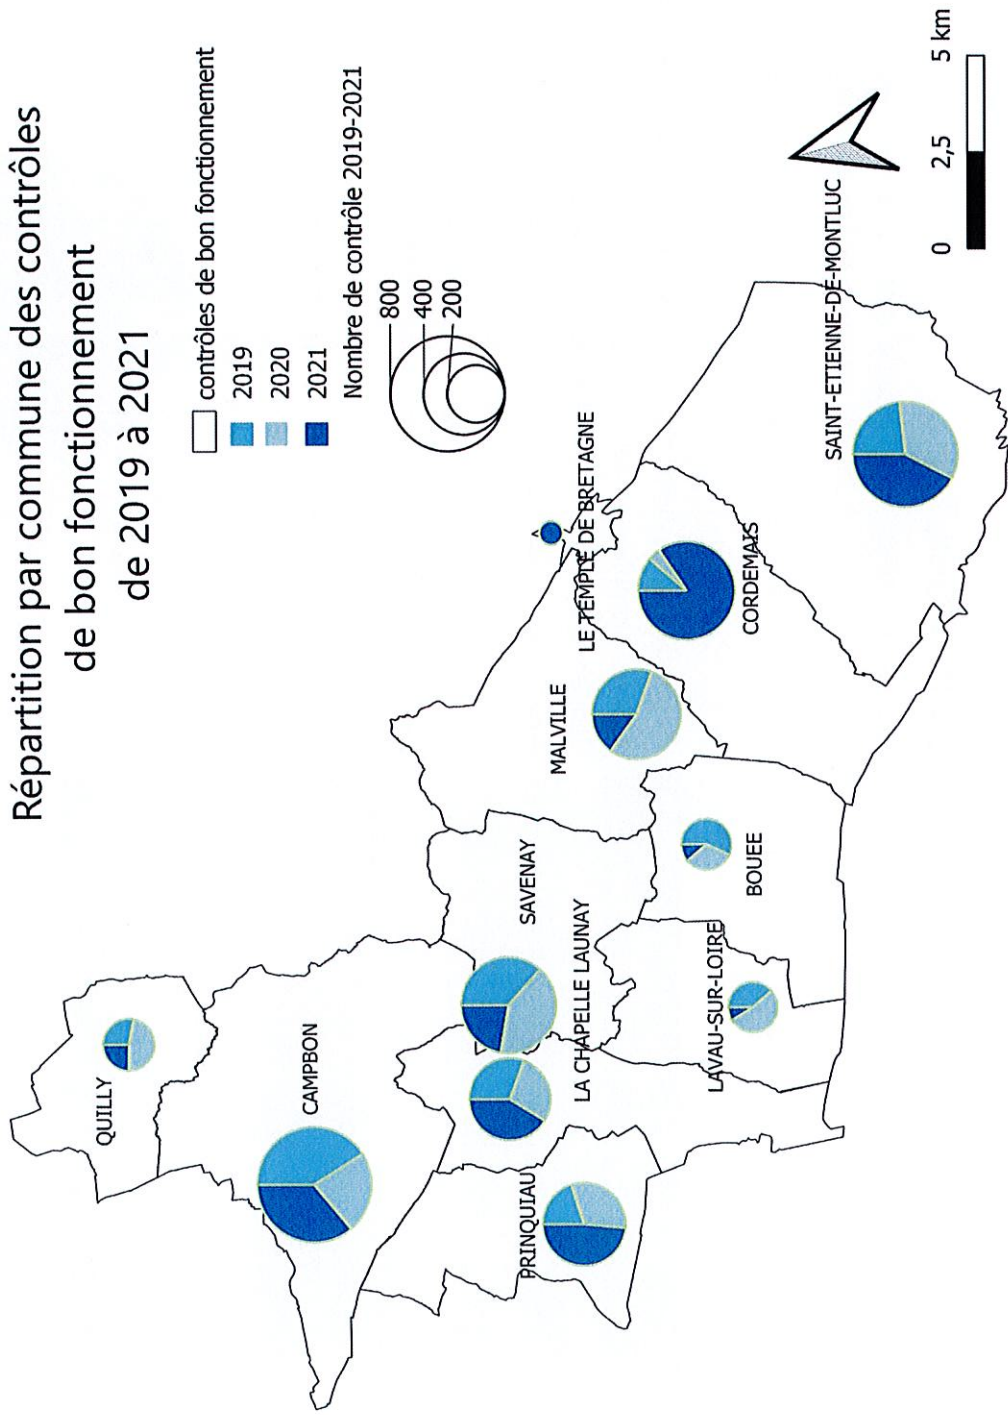 Répartition par commune des contrôles
de bon fonctionnement
de 2019 à 2021
contrôles de bon fonctionnement
2019
2020
2021
Nombre de contrôle 2019-2021
800
400
200
QUILLY
CAMPBON
SAVENAY
MALVILLE
LE TEMPLE DE BRETAGNE
PRINQUIAU
LA CHAPELLE LAUNAY
LAVAU-SUR-LOIRE
BOUEE
CORDEMAIS
SAINT-ETIENNE-DE-MONTLUC
0
2,5
5 km